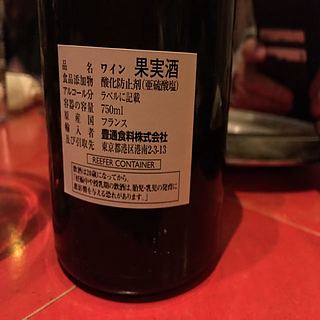 品名 ワイン 果実酒
食品添加物 酸化防止剤(亜硫酸塩)
アルコール分 ラベルに記載
容器の容量 750ml
原産国 フランス
輸入者 豊通食料株式会社
及び引取先 東京都港区港南2-3-13
REEFER CONTAINER
飲酒は20歳になってから。
「妊娠中や授乳期の飲酒は、胎児・乳児の発育に
悪影響を与える恐れがあります。」